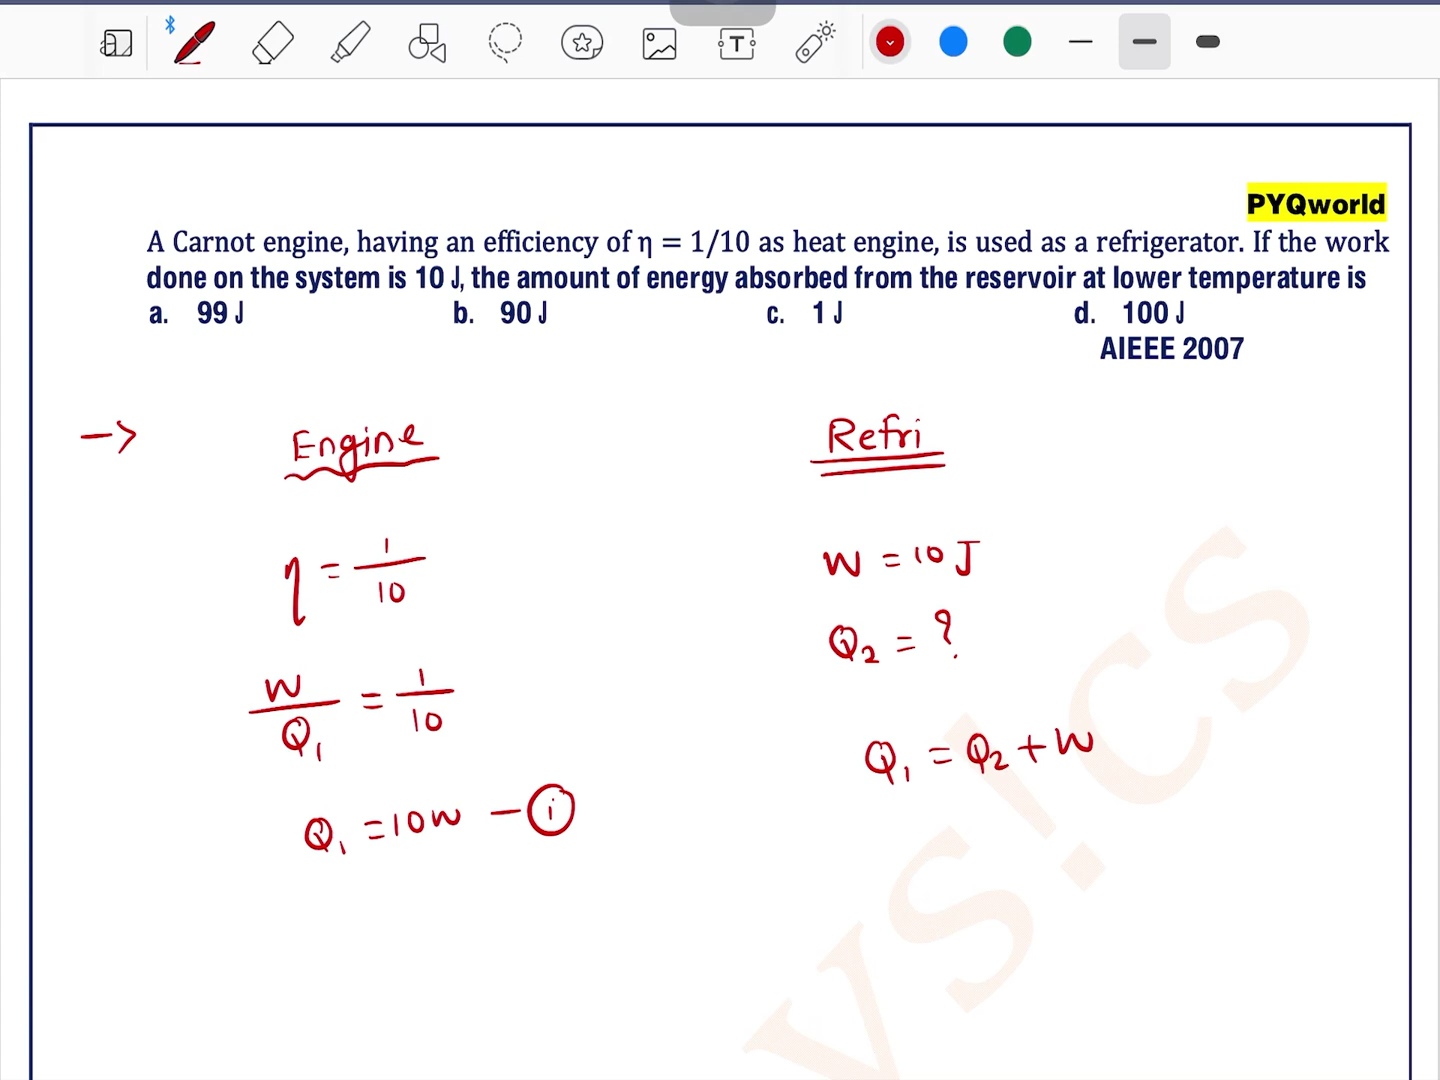 PYQworld
A Carnot engine, having an efficiency of η = 1/10 as heat engine, is used as a refrigerator. If the work
done on the system is 10 J, the amount of energy absorbed from the reservoir at lower temperature is
a. 99 J b. 90 J c. 1 J d. 100 J
AIEEE 2007
→ Engine
η = 1/10
W/Q₁ = 1/10
Q₁ = 10W – (i)
Refri
W = 10 J
Q₂ = ?
Q₁ = Q₂ + W